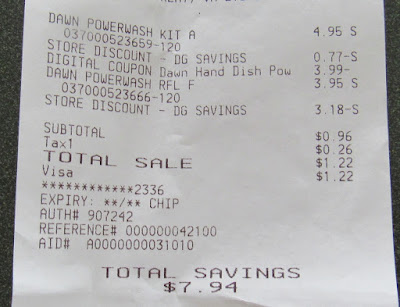 DAWN POWERWASH KIT A 4.95 S
037000523659-120
STORE DISCOUNT - DG SAVINGS 0.77-S
DIGITAL COUPON Dawn Hand Dish Pow 3.99-
DAWN POWERWASH RFL F 3.95 S
037000523666-120
STORE DISCOUNT - DG SAVINGS 3.18-S
SUBTOTAL $0.96
Tax1 $0.26
TOTAL SALE $1.22
Visa $1.22
************2336
EXPIRY: **/** CHIP
AUTH# 907242
REFERENCE# 000000042100
AID# A0000000031010
TOTAL SAVINGS
$7.94